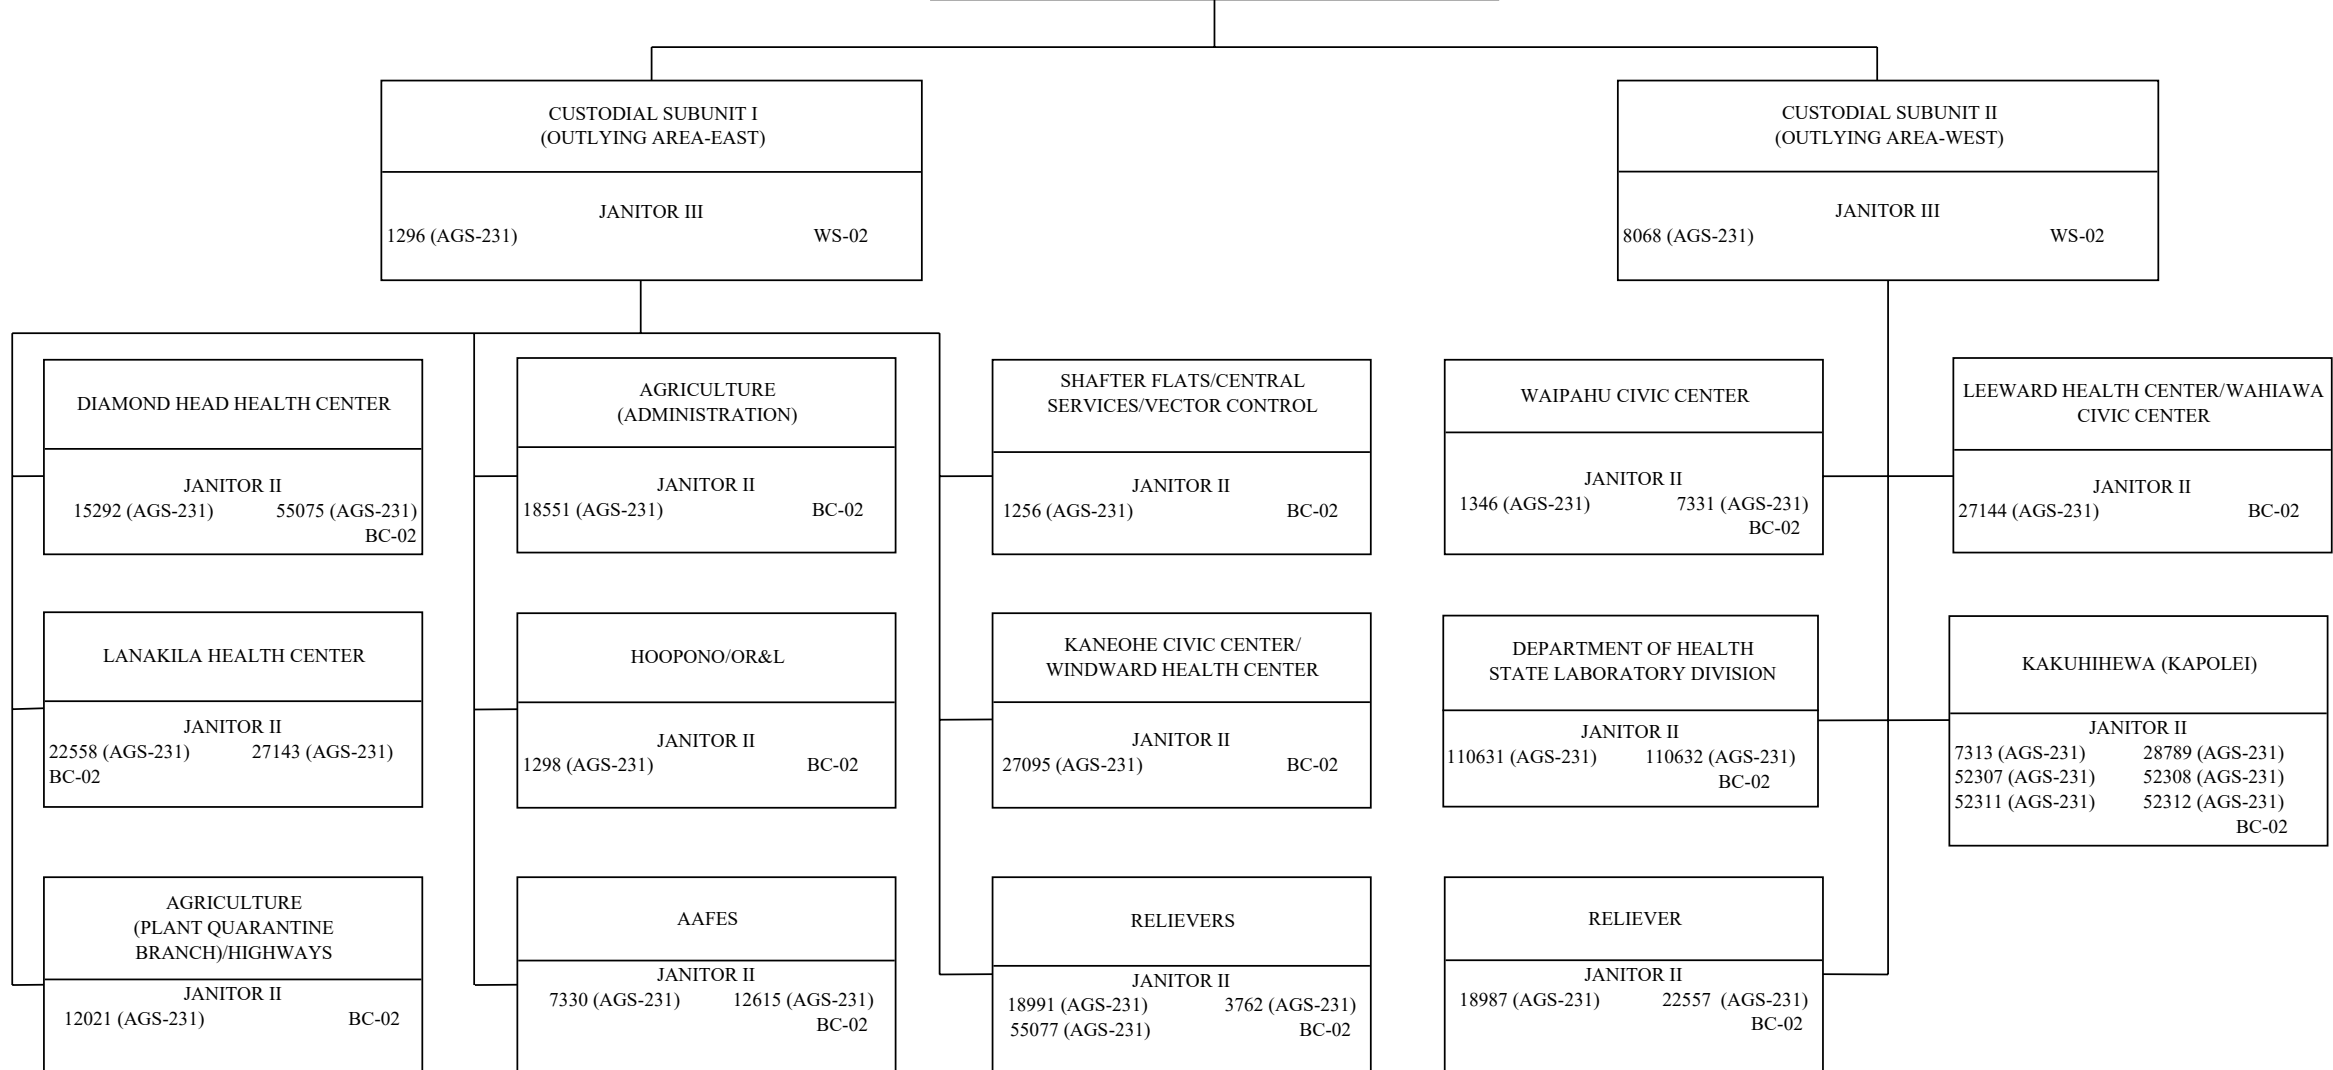 CUSTODIAL SUBUNIT I
(OUTLYING AREA-EAST)
JANITOR III
1296 (AGS-231) WS-02
CUSTODIAL SUBUNIT II
(OUTLYING AREA-WEST)
JANITOR III
8068 (AGS-231) WS-02
DIAMOND HEAD HEALTH CENTER
JANITOR II
15292 (AGS-231) 55075 (AGS-231)
BC-02
AGRICULTURE
(ADMINISTRATION)
JANITOR II
18551 (AGS-231) BC-02
SHAFTER FLATS/CENTRAL
SERVICES/VECTOR CONTROL
JANITOR II
1256 (AGS-231) BC-02
WAIPAHU CIVIC CENTER
JANITOR II
1346 (AGS-231) 7331 (AGS-231)
BC-02
LEEWARD HEALTH CENTER/WAHIAWA
CIVIC CENTER
JANITOR II
27144 (AGS-231) BC-02
LANAKILA HEALTH CENTER
JANITOR II
22558 (AGS-231) 27143 (AGS-231)
BC-02
HOOPONO/OR&L
JANITOR II
1298 (AGS-231) BC-02
KANEOHE CIVIC CENTER/
WINDWARD HEALTH CENTER
JANITOR II
27095 (AGS-231) BC-02
DEPARTMENT OF HEALTH
STATE LABORATORY DIVISION
JANITOR II
110631 (AGS-231) 110632 (AGS-231)
BC-02
KAKUHIHEWA (KAPOLEI)
JANITOR II
7313 (AGS-231) 28789 (AGS-231)
52307 (AGS-231) 52308 (AGS-231)
52311 (AGS-231) 52312 (AGS-231)
BC-02
AGRICULTURE
(PLANT QUARANTINE
BRANCH)/HIGHWAYS
JANITOR II
12021 (AGS-231) BC-02
AAFES
JANITOR II
7330 (AGS-231) 12615 (AGS-231)
BC-02
RELIEVERS
JANITOR II
18991 (AGS-231) 3762 (AGS-231)
55077 (AGS-231) BC-02
RELIEVER
JANITOR II
18987 (AGS-231) 22557 (AGS-231)
BC-02